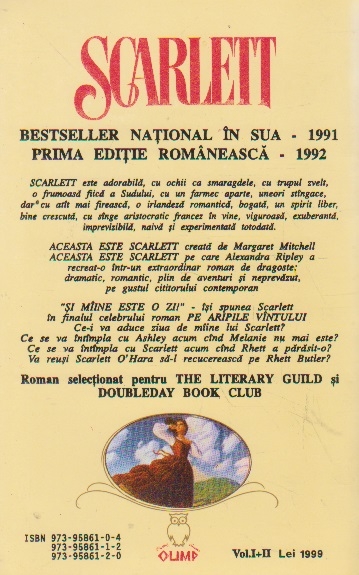 SCARLETT
BESTSELLER NAȚIONAL ÎN SUA - 1991
PRIMA EDIȚIE ROMÂNEASCĂ - 1992
SCARLETT este adorabilă, cu ochii ca smaragdele, cu trupul zvelt,
o frumoasă fiică a Sudului, cu un farmec aparte, uneori stîngace,
dar cu atît mai firească, o irlandeză romantică, bogată, un spirit liber,
bine crescută, cu sînge aristocratic francez în vine, viguroasă, exuberantă,
imprevizibilă, naivă și experimentată totodată.
ACEASTA ESTE SCARLETT creată de Margaret Mitchell
ACEASTA ESTE SCARLETT pe care Alexandra Ripley a
recreat-o într-un extraordinar roman de dragoste:
dramatic, romantic, plin de aventuri și neprevăzut,
pe gustul cititorului contemporan
"ȘI MÎINE ESTE O ZI!" - își spunea Scarlett
în finalul celebrului roman PE ARIPILE VÎNTULUI
Ce-i va aduce ziua de mîine lui Scarlett?
Ce se va întîmpla cu Ashley acum cînd Melanie nu mai este?
Ce se va întîmpla cu Scarlett acum cînd Rhett a părăsit-o?
Va reuși Scarlett O'Hara să-l recucerească pe Rhett Butler?
Roman selecționat pentru THE LITERARY GUILD și
DOUBLEDAY BOOK CLUB
ISBN 973-95861-0-4
973-95861-1-2
973-95861-2-0
OLIMP
Vol.I+II Lei 1999